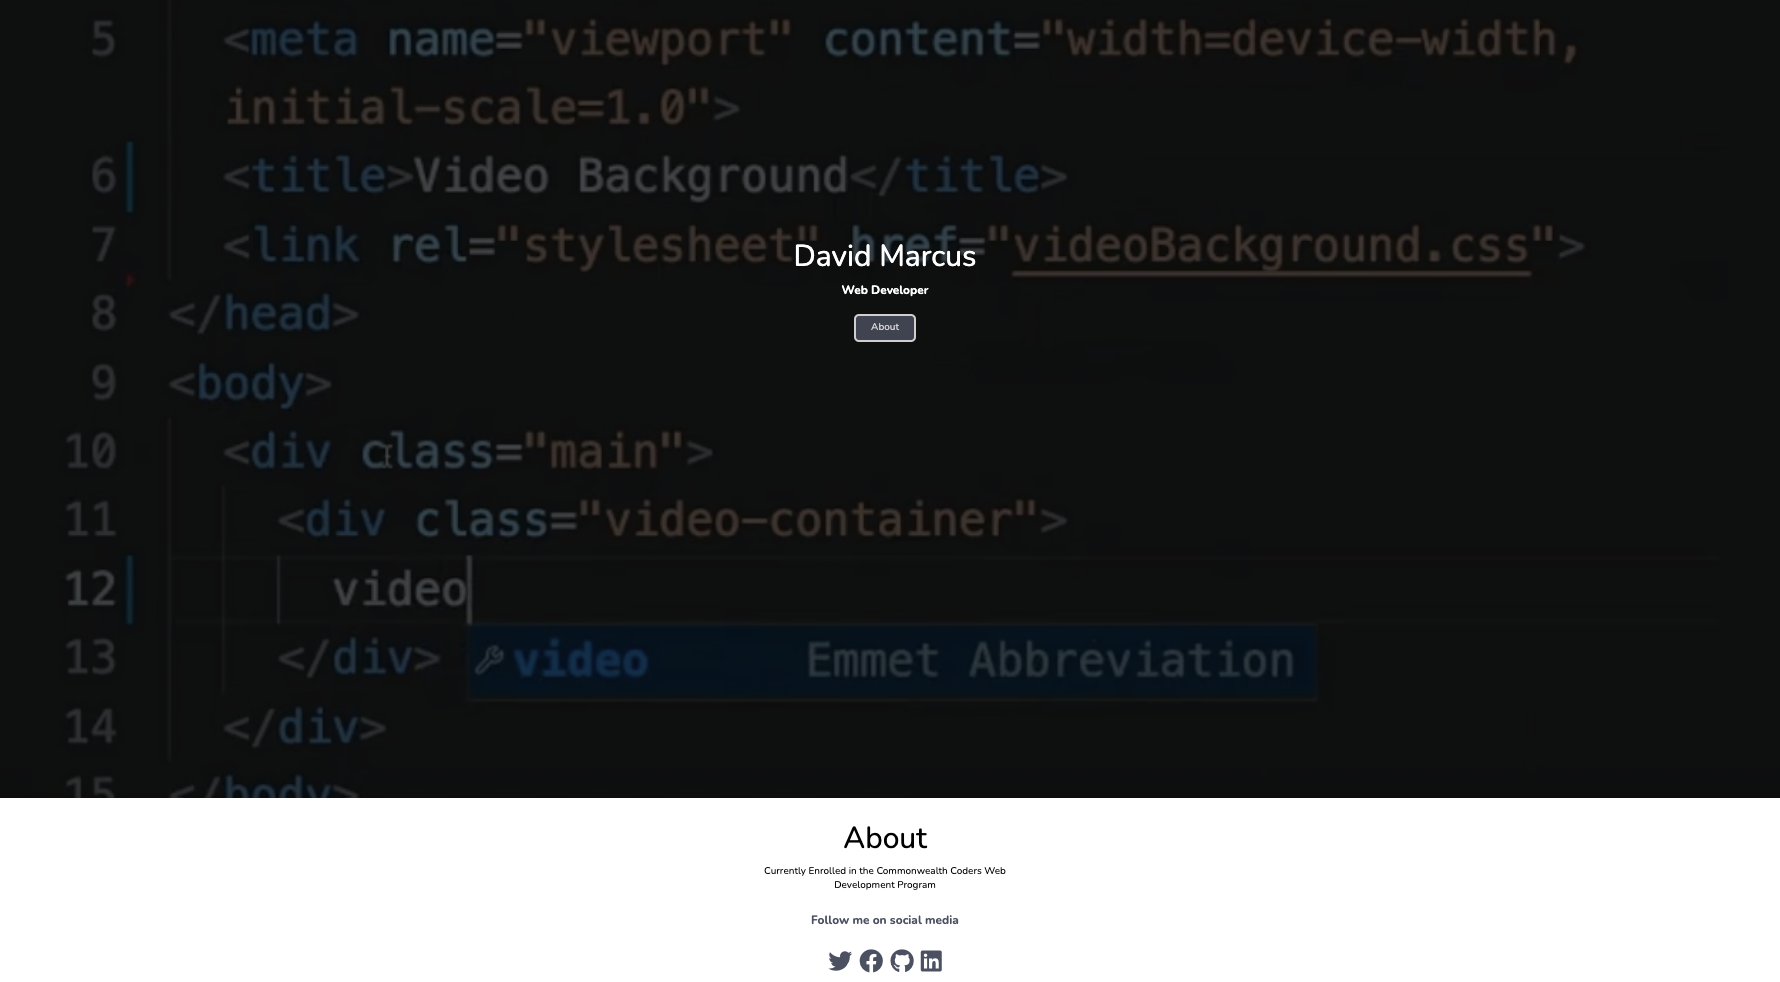 5 <meta name="viewport" content="width=device-width,
initial-scale=1.0">
6 <title>Video Background</title>
7 <link rel="stylesheet" href="videoBackground.css">
David Marcus
Web Developer
8 </head>
About
9 <body>
10 <div class="main">
11 <div class="video-container">
12 video
13 </div> video Emmet Abbreviation
14 </div>
15 </body>
About
Currently Enrolled in the Commonwealth Coders Web
Development Program
Follow me on social media